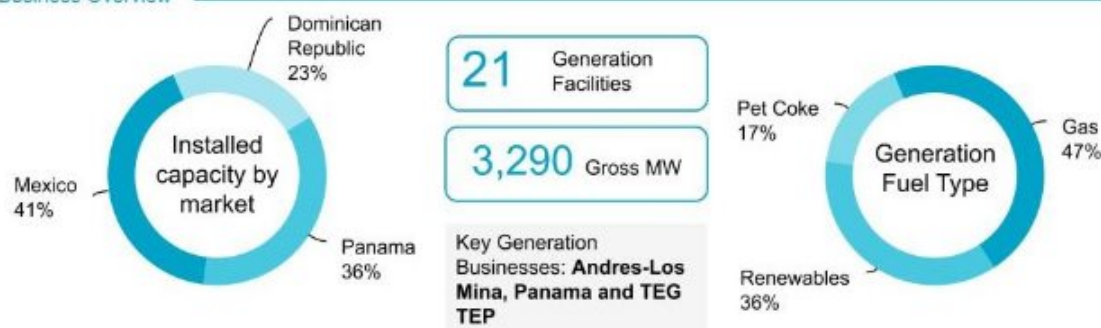 Business Overview
Dominican
Republic
23%
Installed
capacity by
market
Mexico
41%
Panama
36%
21 Generation
Facilities
3,290 Gross MW
Key Generation
Businesses: Andres-Los
Mina, Panama and TEG
TEP
Pet Coke
17%
Gas
47%
Generation
Fuel Type
Renewables
36%